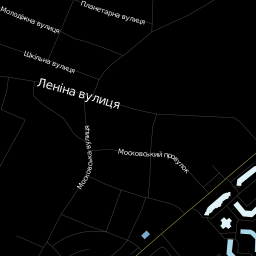 Планетарна вулиця
Молодіжна вулиця
Шкільна вулиця
Леніна вулиця
Московська вулиця
Московський провулок